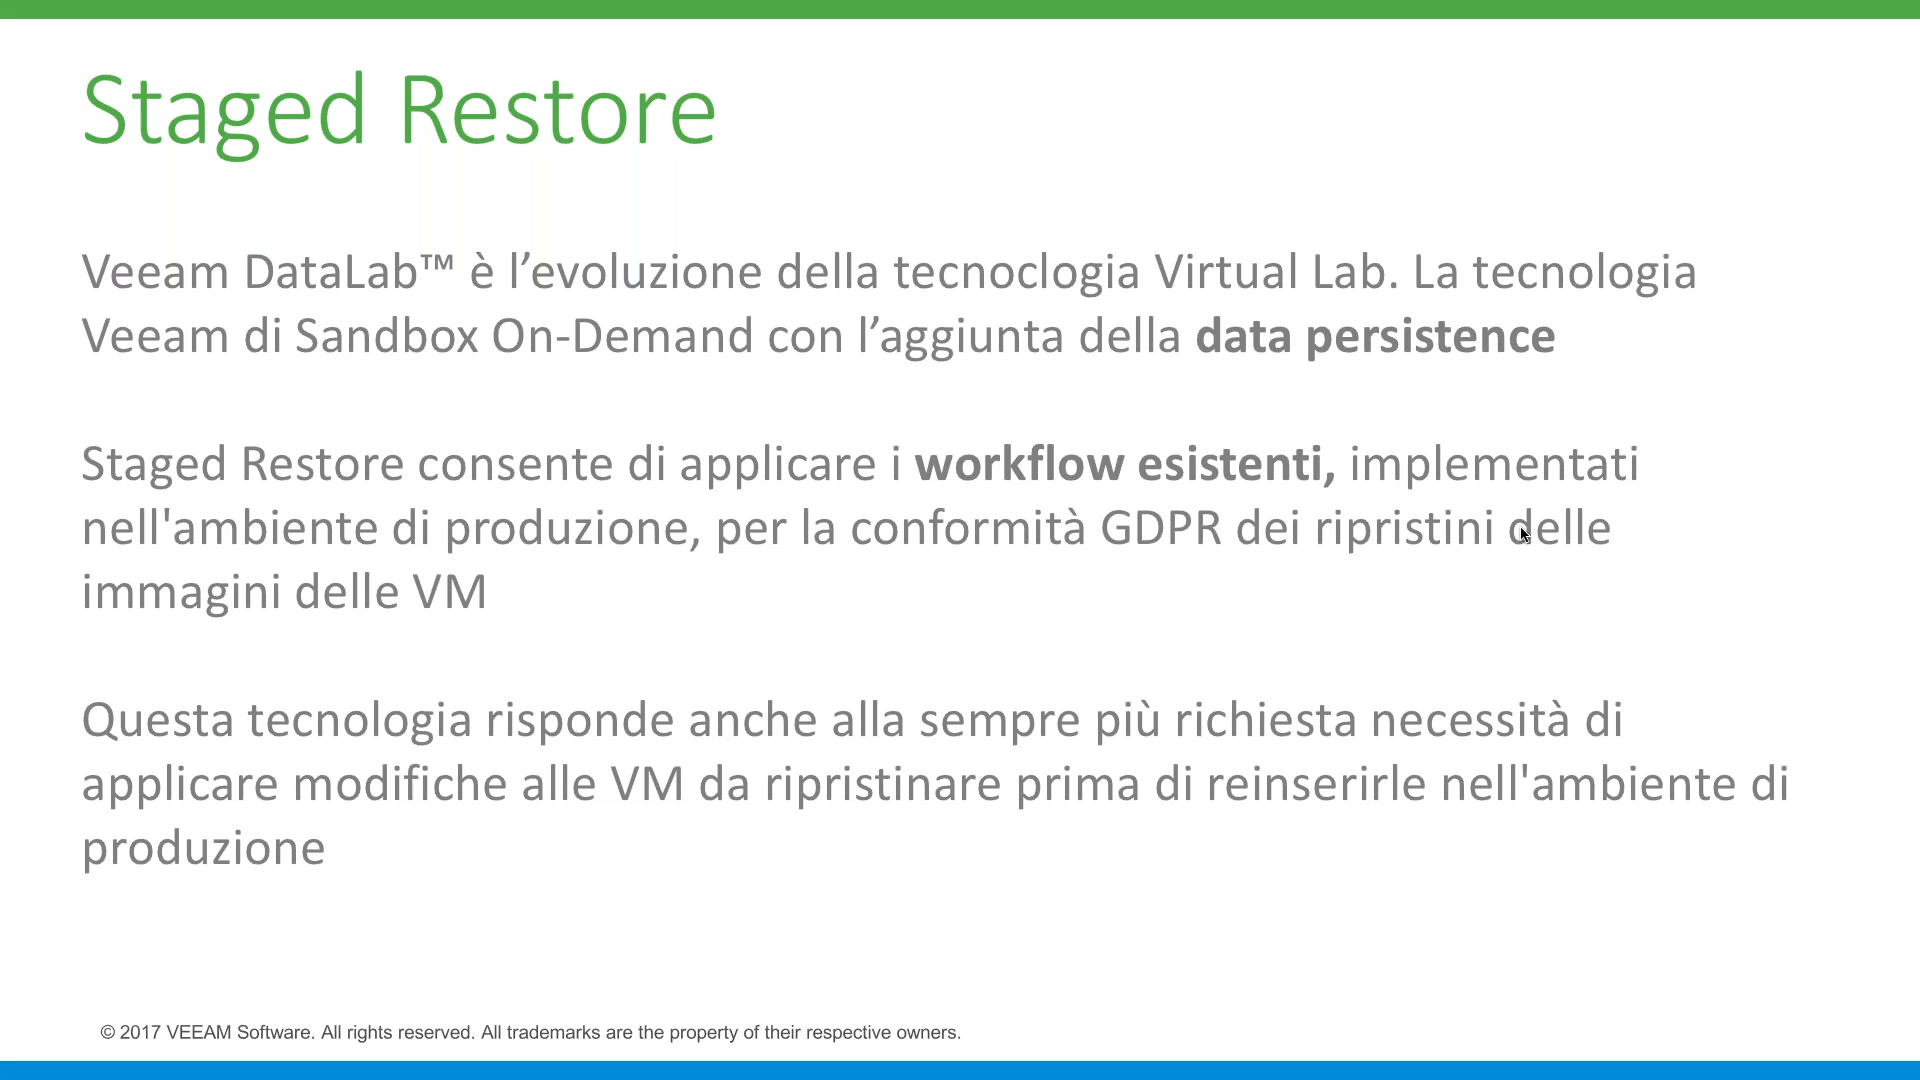 Staged Restore
Veeam DataLab™ è l’evoluzione della tecnoclogia Virtual Lab. La tecnologia
Veeam di Sandbox On-Demand con l’aggiunta della data persistence
Staged Restore consente di applicare i workflow esistenti, implementati
nell'ambiente di produzione, per la conformità GDPR dei ripristini delle
immagini delle VM
Questa tecnologia risponde anche alla sempre più richiesta necessità di
applicare modifiche alle VM da ripristinare prima di reinserirle nell'ambiente di
produzione
© 2017 VEEAM Software. All rights reserved. All trademarks are the property of their respective owners.